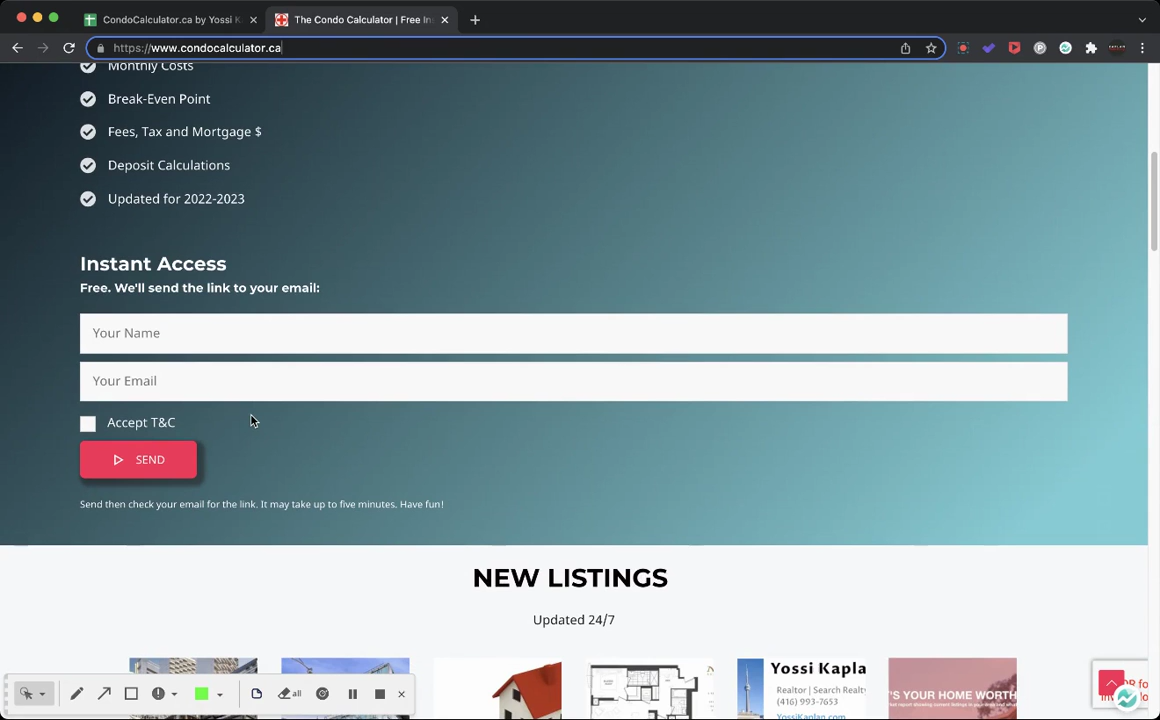 CondoCalculator.ca by Yossi K
The Condo Calculator | Free In
https://www.condocalculator.ca
Monthly Costs
Break-Even Point
Fees, Tax and Mortgage $
Deposit Calculations
Updated for 2022-2023
Instant Access
Free. We'll send the link to your email:
Your Name
Your Email
Accept T&C
SEND
Send then check your email for the link. It may take up to five minutes. Have fun!
NEW LISTINGS
Updated 24/7
Yossi Kapla
Realtor | Search Realty
(416) 993-7653
YossiKaplan.com
'S YOUR HOME WORTH
all